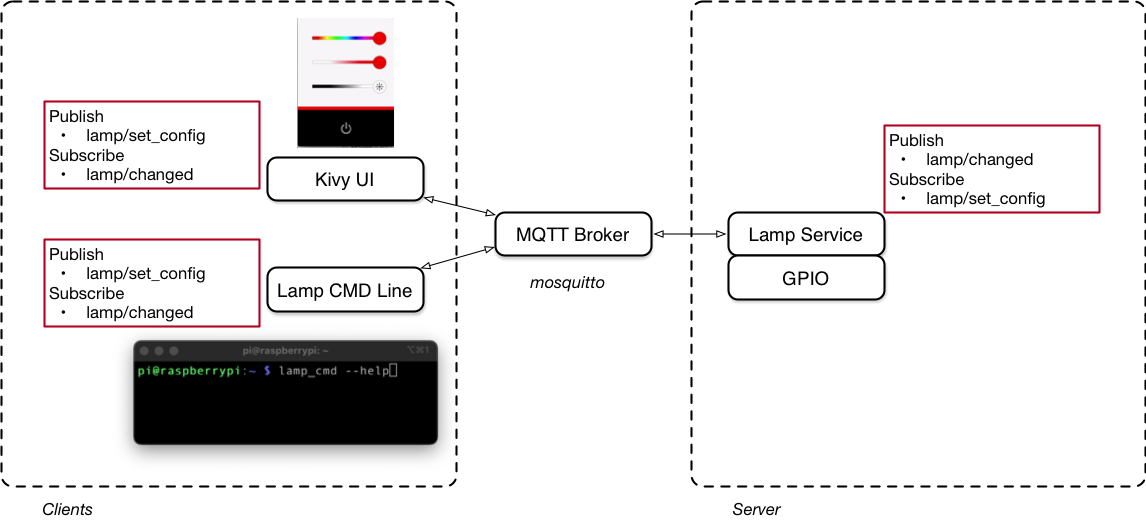 Publish
• lamp/set_config
Subscribe
• lamp/changed
Kivy UI
Publish
• lamp/set_config
Subscribe
• lamp/changed
Lamp CMD Line
pi@raspberrypi: ~ ⌥⌘1
pi@raspberrypi:~ $ lamp_cmd --help
MQTT Broker
mosquitto
Publish
• lamp/changed
Subscribe
• lamp/set_config
Lamp Service
GPIO
Clients
Server